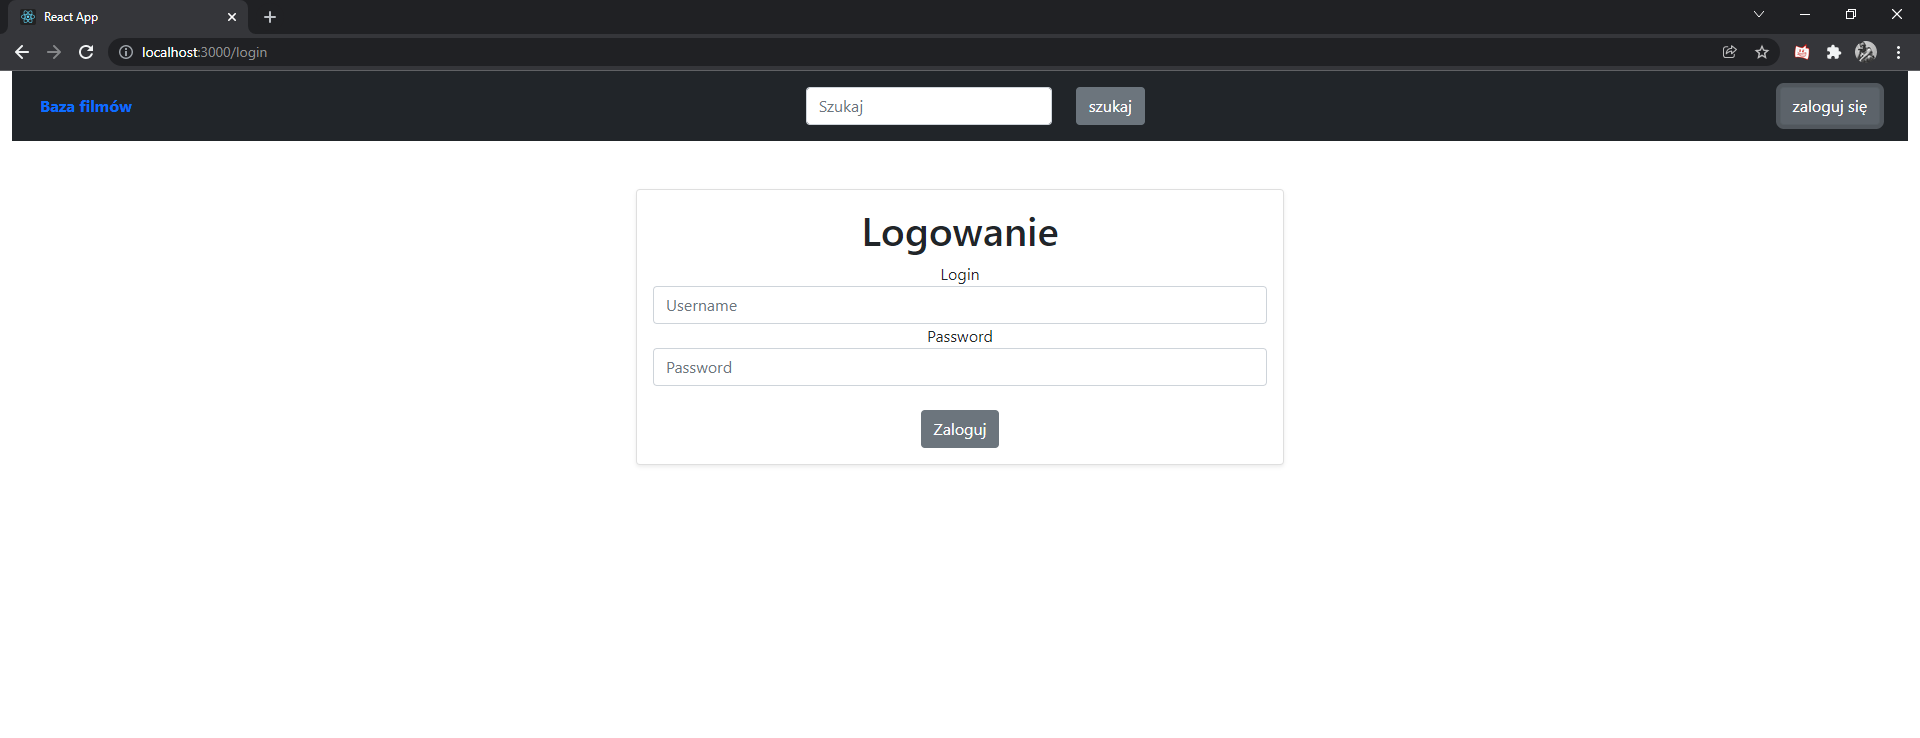 React App
localhost:3000/login
Baza filmów
Szukaj
szukaj
zaloguj się
Logowanie
Login
Username
Password
Password
Zaloguj